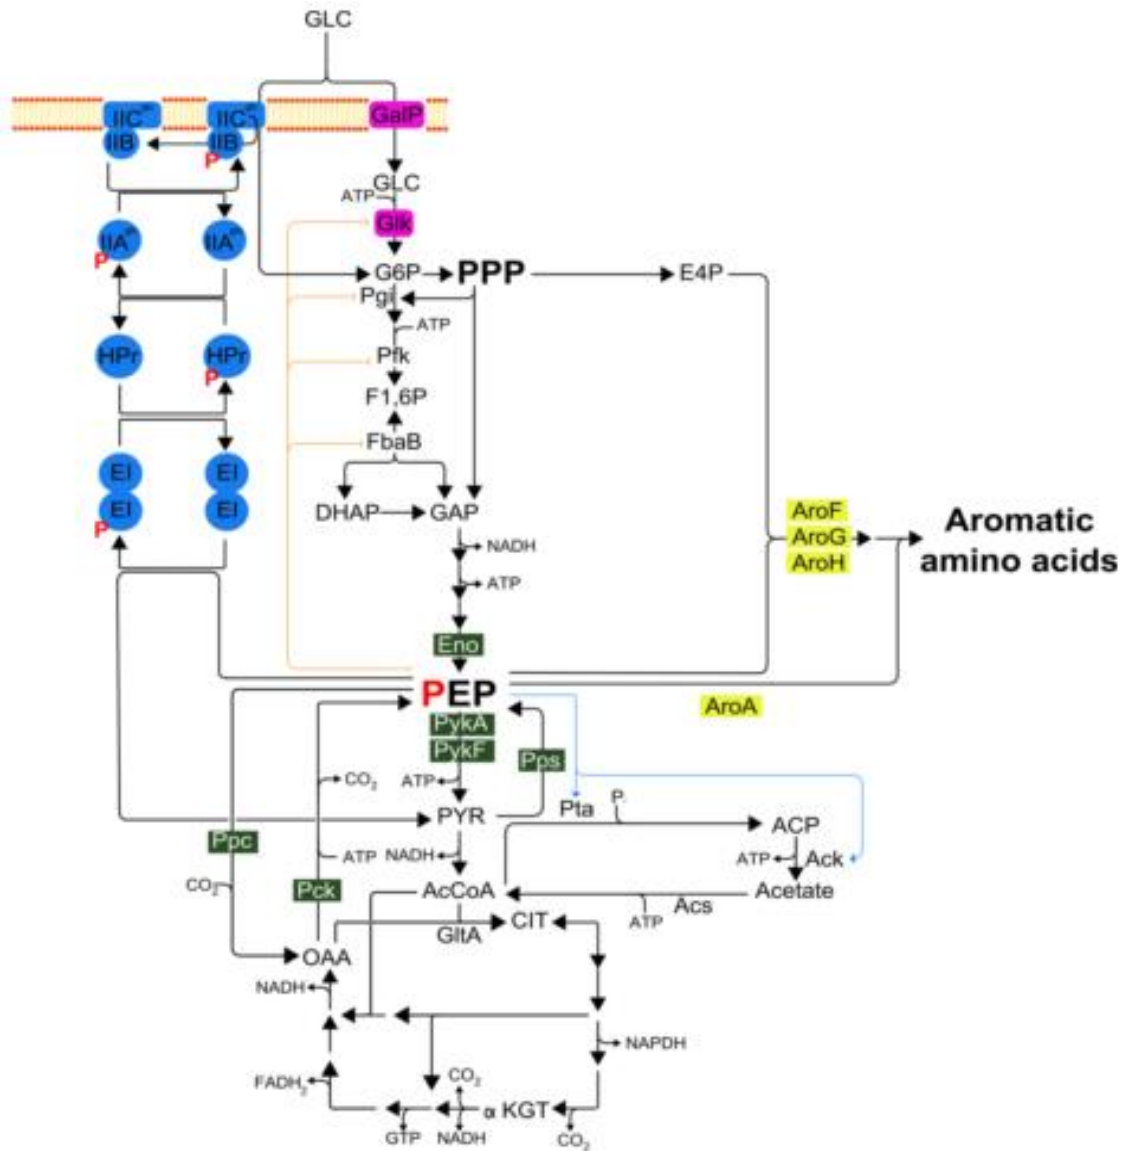 GLC
IIC
IIC
GalP
IIB
IIB
P
GLC
ATP
Glk
IIA
IIA
P
G6P
PPP
E4P
Pgi
ATP
HPr
HPr
P
Pfk
F1,6P
FbaB
EI
EI
EI
EI
P
DHAP
GAP
AroF
AroG
AroH
Aromatic
amino acids
NADH
ATP
Eno
PEP
AroA
PykA
PykF
Pps
CO2
ATP
Pta
P
PYR
ACP
Ppc
ATP
NADH
ATP
Ack
CO2
Pck
AcCoA
Acetate
Acs
ATP
CIT
GltA
OAA
NADH
NAPDH
FADH2
CO2
α KGT
GTP
NADH
CO2